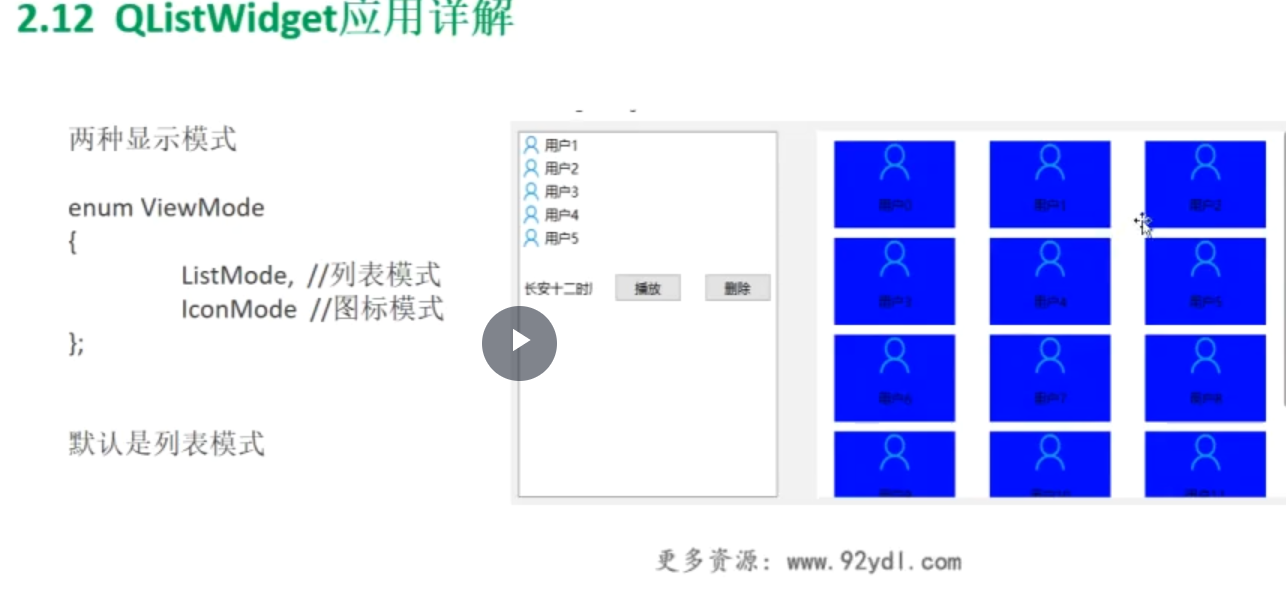 2.12 QListWidget应用详解
两种显示模式
enum ViewMode
{
ListMode, //列表模式
IconMode //图标模式
};
默认是列表模式
用户1
用户2
用户3
用户4
用户5
长安十二时
播放
删除
用户0
用户1
用户2
用户3
用户4
用户5
用户6
用户7
用户8
更多资源：www.92ydl.com